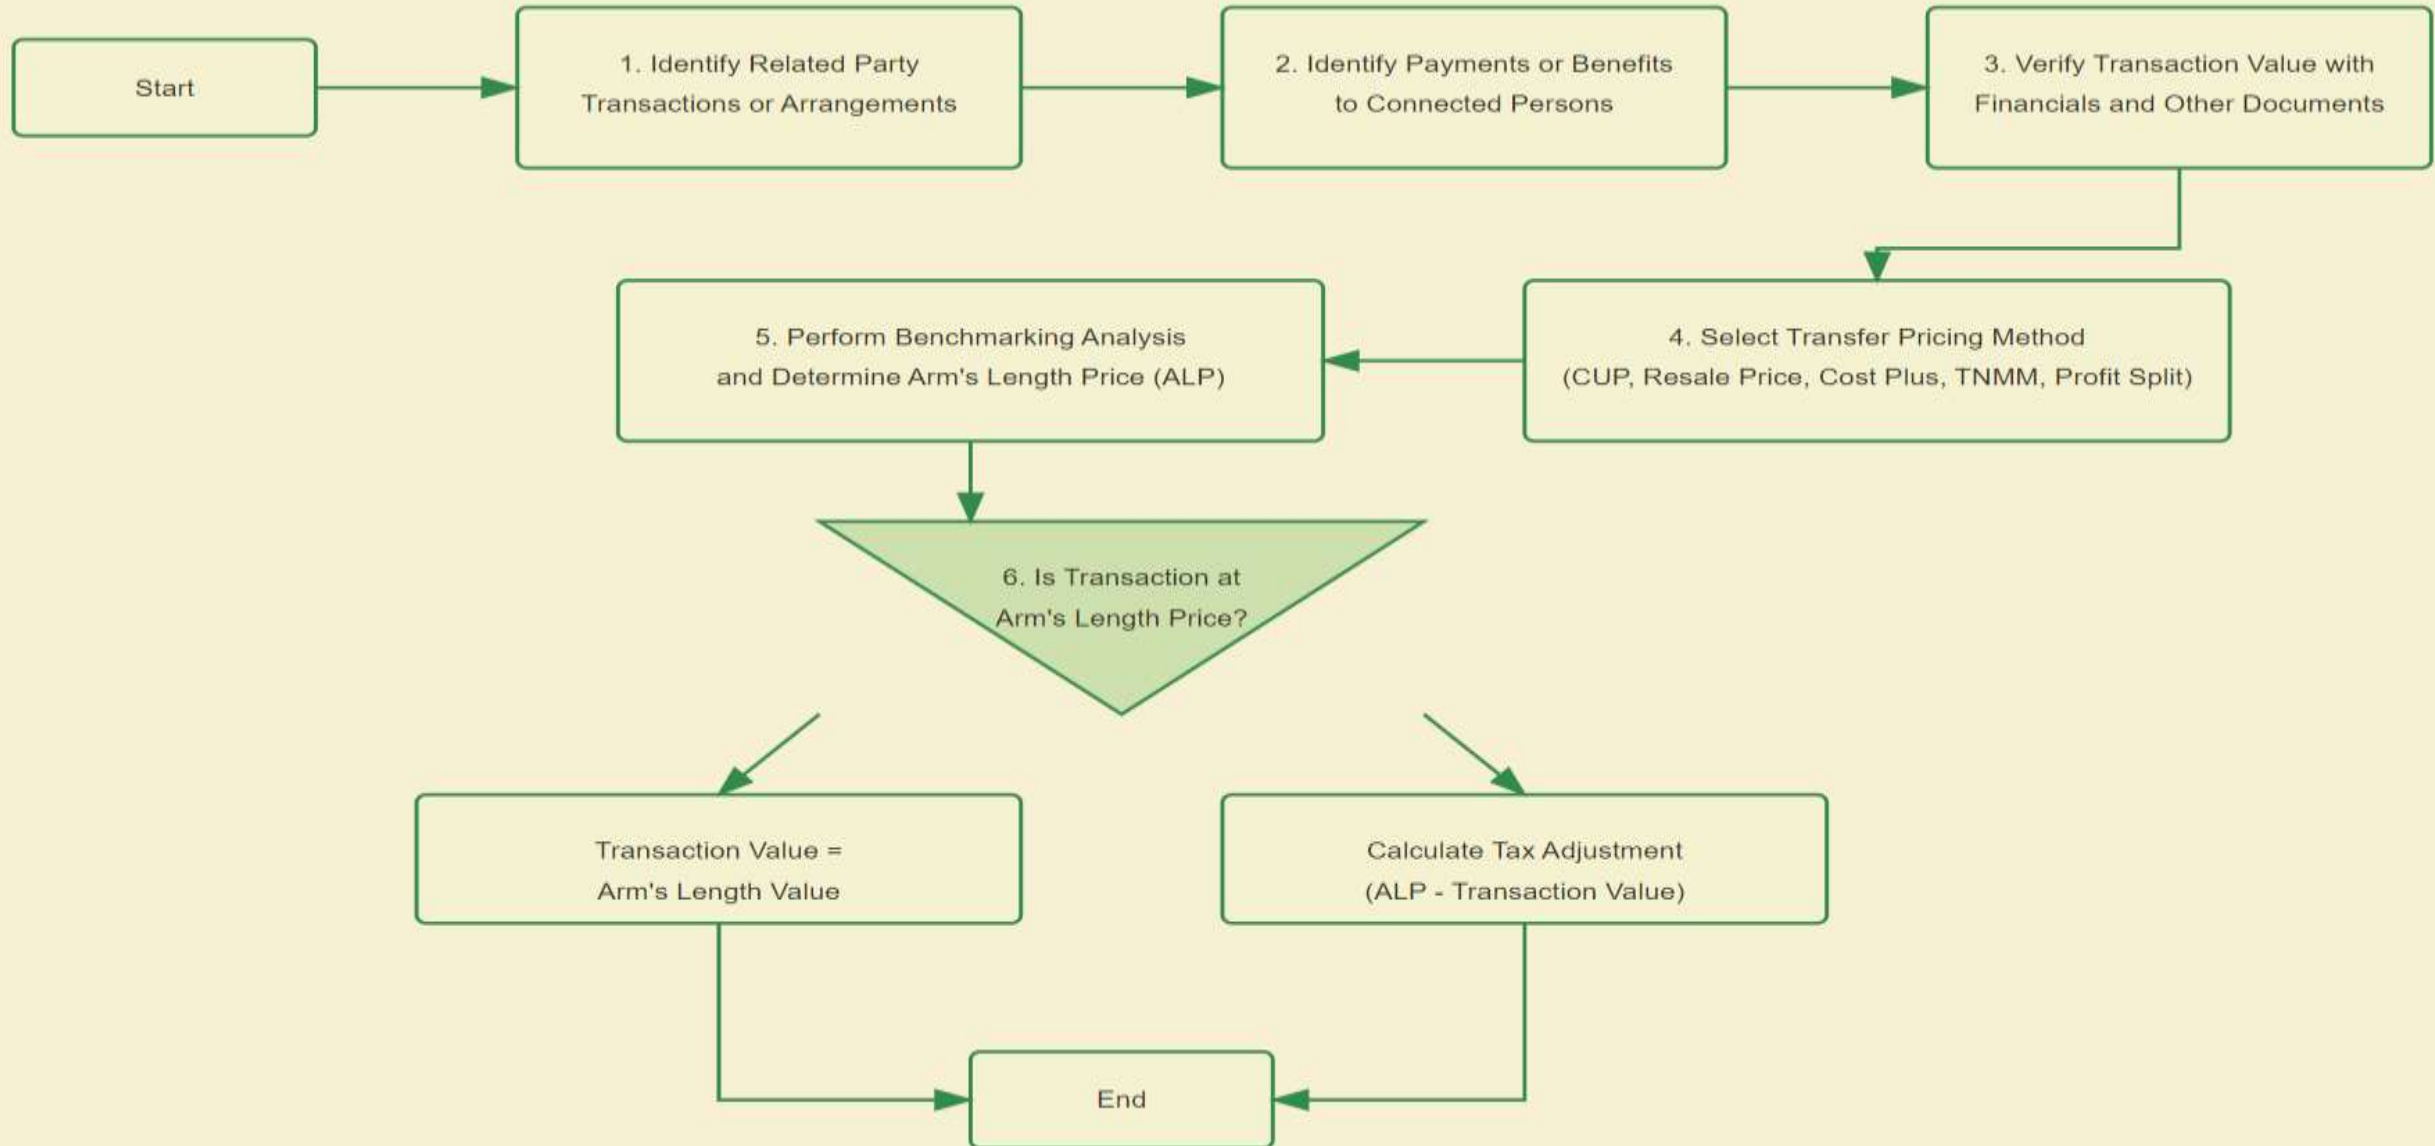 Start
1. Identify Related Party
Transactions or Arrangements
2. Identify Payments or Benefits
to Connected Persons
3. Verify Transaction Value with
Financials and Other Documents
4. Select Transfer Pricing Method
(CUP, Resale Price, Cost Plus, TNMM, Profit Split)
5. Perform Benchmarking Analysis
and Determine Arm's Length Price (ALP)
6. Is Transaction at
Arm's Length Price?
Transaction Value =
Arm's Length Value
Calculate Tax Adjustment
(ALP - Transaction Value)
End